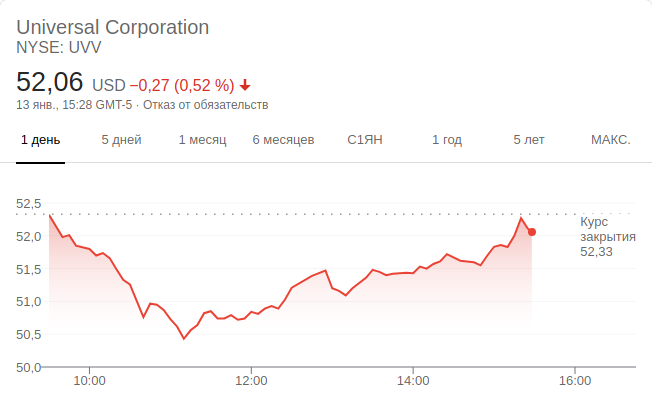 Universal Corporation
NYSE: UVV
52,06 USD −0,27 (0,52 %)
13 янв., 15:28 GMT-5 · Отказ от обязательств
1 день 5 дней 1 месяц 6 месяцев С1ЯН 1 год 5 лет МАКС.
52,5
52,0
51,5
51,0
50,5
50,0
Курс
закрытия
52,33
10:00 12:00 14:00 16:00